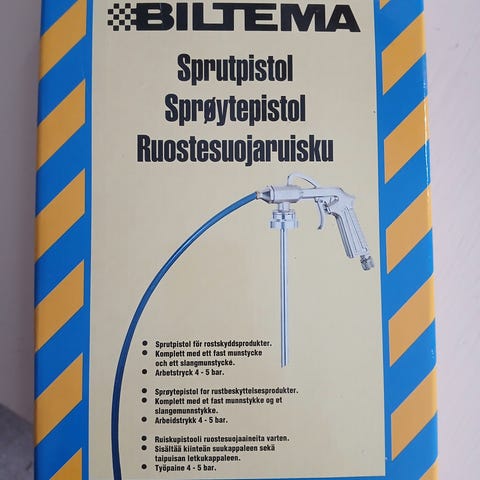 BILTEMA
Sprutpistol
Sprøytepistol
Ruostesuojaruisku
Sprutpistol för rostskyddsprodukter.
Komplett med ett fast munstycke
och ett slangmunstycke.
Arbetstryck 4 - 5 bar.
Sprøytepistol for rustbeskyttelsesprodukter.
Komplett med et fast munnstykke og et
slangemunnstykke.
Arbeidstrykk 4 - 5 bar.
Ruiskupistooli ruostesuojaaineita varten.
Sisältää kiinteän suukappaleen sekä
taipuisan letkukappaleen.
Työpaine 4 - 5 bar.